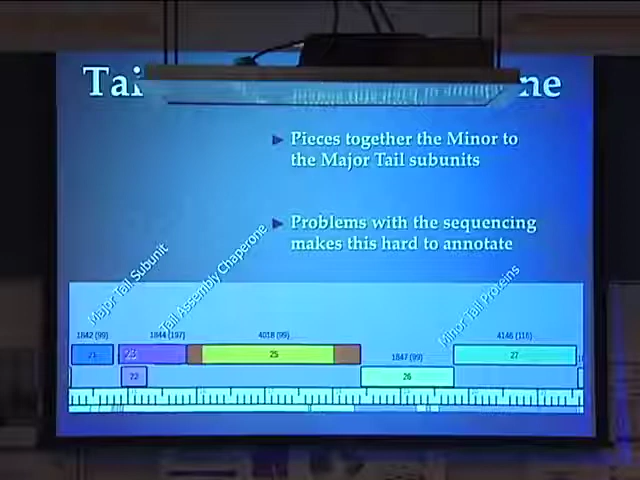 Tai ne
Pieces together the Minor to
the Major Tail subunits
Problems with the sequencing
makes this hard to annotate
Major Tail Subunit
Tail Assembly Chaperone
Minor Tail Proteins
1842 (99)
1844 (197)
4018 (99)
1847 (99)
4146 (116)
21
23
25
27
22
26